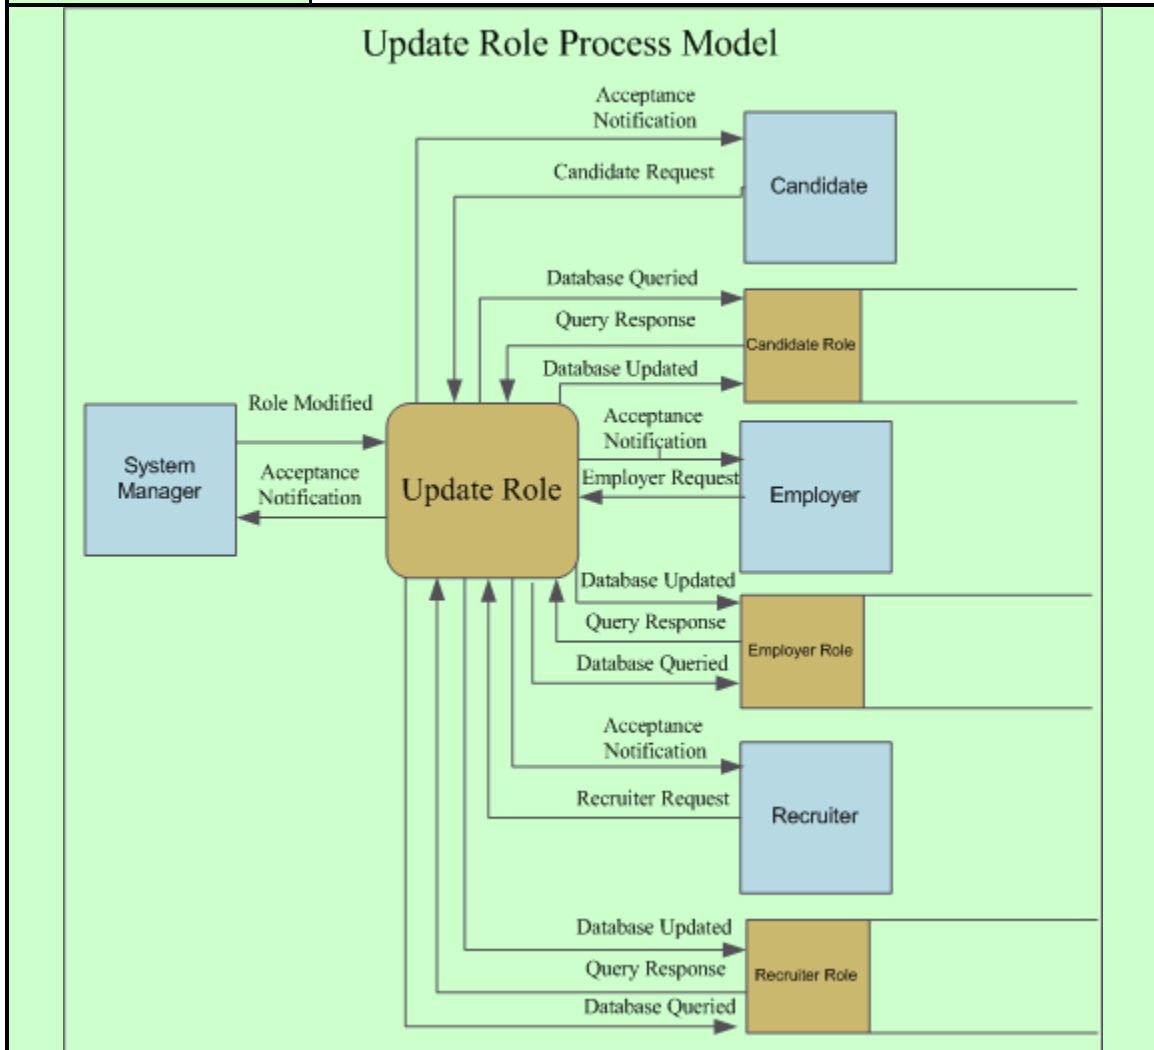 Update Role Process Model
Acceptance
Notification
Candidate Request
Candidate
Database Queried
Query Response
Candidate Role
Database Updated
Role Modified
System
Manager
Acceptance
Notification
Update Role
Acceptance
Notification
Employer Request
Employer
Database Updated
Query Response
Employer Role
Database Queried
Acceptance
Notification
Recruiter Request
Recruiter
Database Updated
Query Response
Recruiter Role
Database Queried